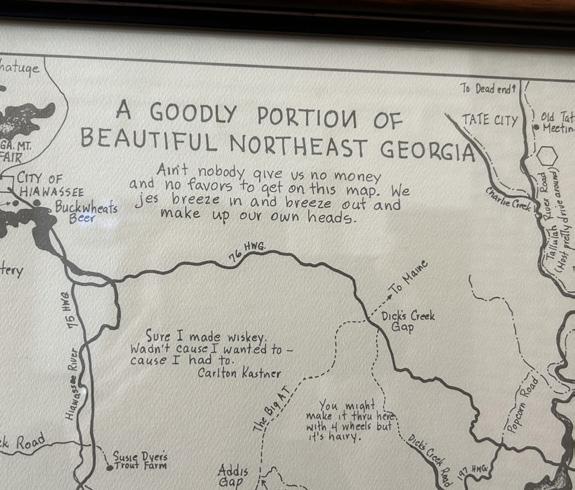 hatuge
To Dead end↑
A GOODLY PORTION OF
BEAUTIFUL NORTHEAST GEORGIA
TATE CITY
Old Tat
Meetin
GA. MT.
FAIR
Ain't nobody give us no money
and no favors to get on this map. We
jes breeze in and breeze out and
make up our own heads.
CITY OF
HIAWASSEE
Buckwheats
Beer
Charlie Creek
Tallulah River Road
(Most pretty drive around)
tery
76 HWG.
To Maine
75 HWG
Dick's Creek
Gap
Sure I made wiskey.
Wadn't cause I wanted to -
cause I had to.
Carlton Kastner
Hiawassee River
The Big AT
You might
make it thru here
with 4 wheels but
it's hairy.
Popcorn Road
ck Road
Susie Dyer's
Trout Farm
Addis
Gap
Dick's Creek Road
197 HWG